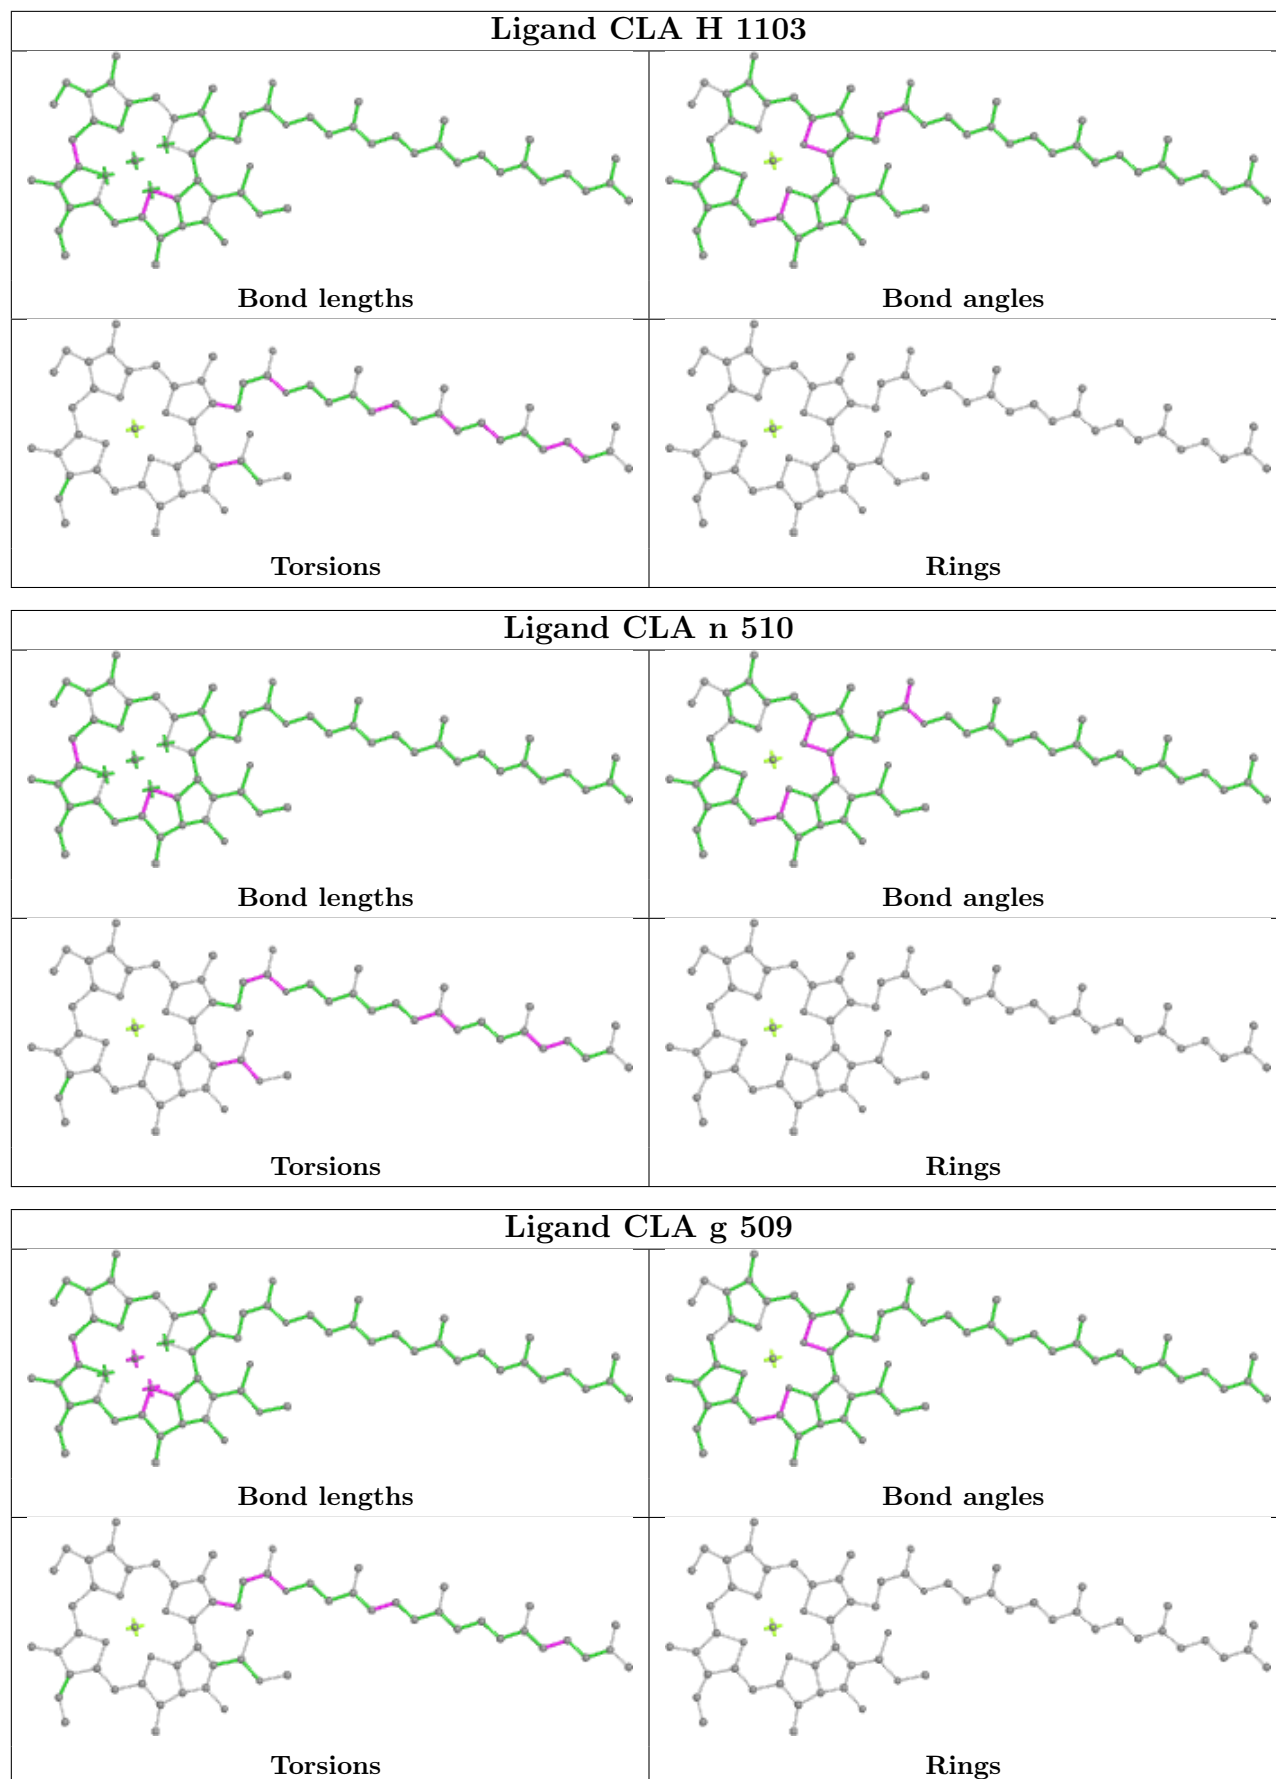 Ligand CLA H 1103
Bond lengths
Bond angles
Torsions
Rings
Ligand CLA n 510
Bond lengths
Bond angles
Torsions
Rings
Ligand CLA g 509
Bond lengths
Bond angles
Torsions
Rings